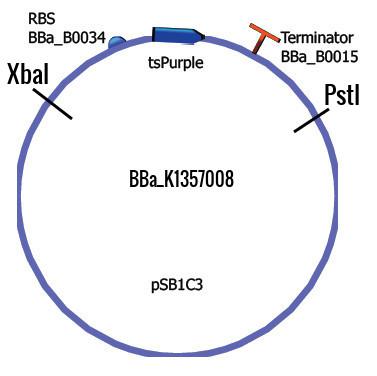 RBS
BBa_B0034
tsPurple
Terminator
BBa_B0015
XbaI
PstI
BBa_K1357008
pSB1C3